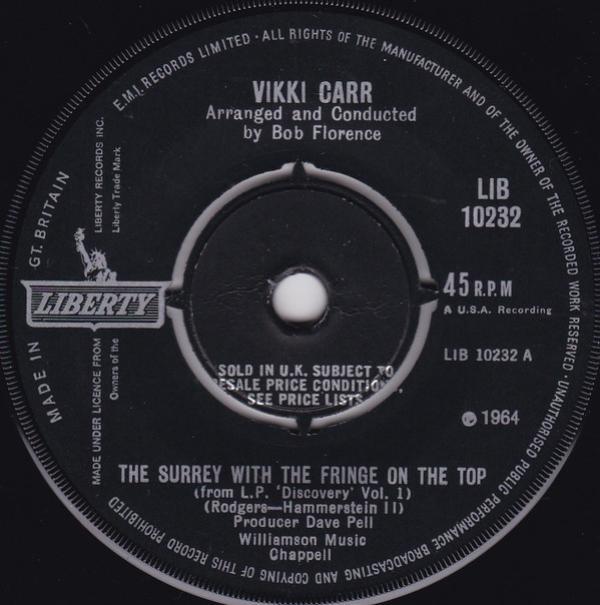 E.M.I. RECORDS LIMITED · ALL RIGHTS OF THE MANUFACTURER AND OF THE OWNER OF THE RECORDED WORK RESERVED · UNAUTHORISED PUBLIC PERFORMANCE BROADCASTING AND COPYING OF THIS RECORD PROHIBITED
MADE IN GT. BRITAIN
VIKKI CARR
Arranged and Conducted
by Bob Florence
LIBERTY RECORDS INC.
Liberty Trade Mark
LIBERTY
MADE UNDER LICENCE FROM
Owners of the
LIB
10232
45 R.P.M
A U.S.A. Recording
LIB 10232 A
SOLD IN U.K. SUBJECT TO
ESALE PRICE CONDITION
SEE PRICE LISTS
℗ 1964
THE SURREY WITH THE FRINGE ON THE TOP
(from L.P. 'Discovery' Vol. 1)
(Rodgers—Hammerstein II)
Producer Dave Pell
Williamson Music
Chappell